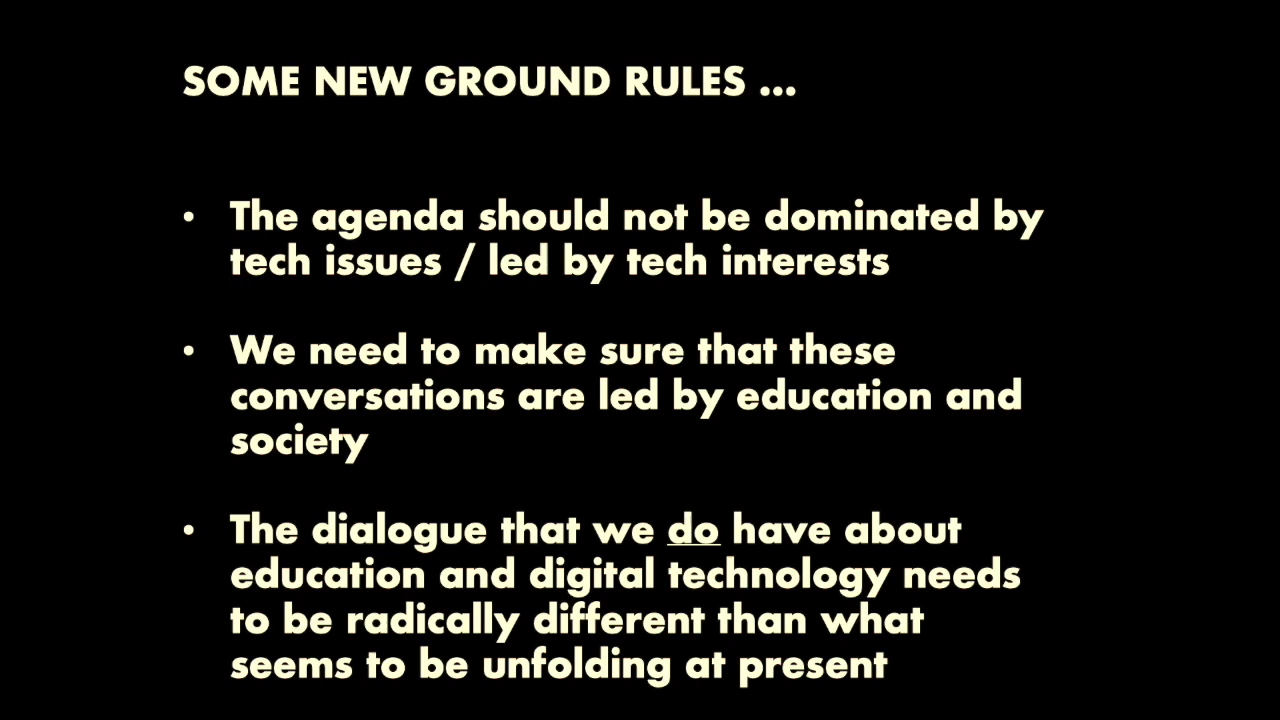 SOME NEW GROUND RULES ...
• The agenda should not be dominated by
tech issues / led by tech interests
• We need to make sure that these
conversations are led by education and
society
• The dialogue that we do have about
education and digital technology needs
to be radically different than what
seems to be unfolding at present